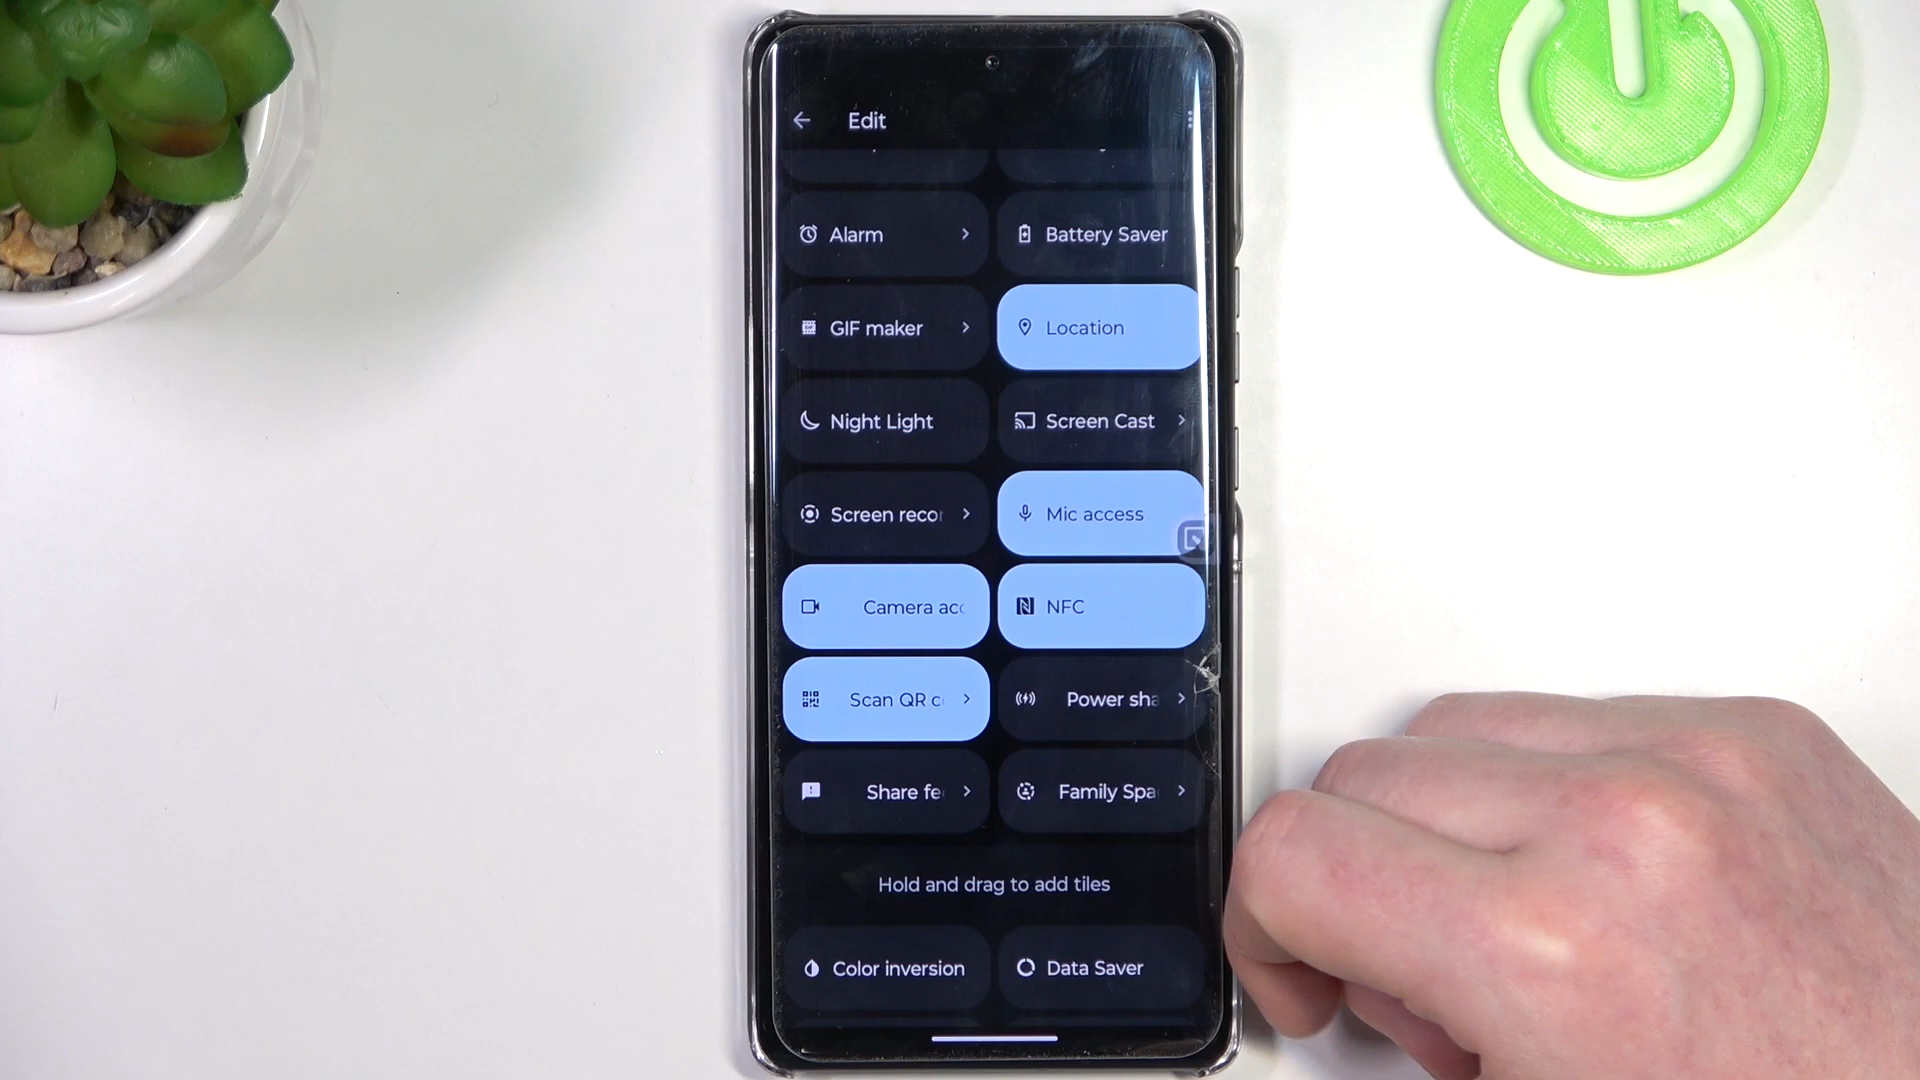 Edit
Alarm
Battery Saver
GIF maker
Location
Night Light
Screen Cast
Screen reco
Mic access
Camera acc
NFC
Scan QR c
Power sha
Share fe
Family Spa
Hold and drag to add tiles
Color inversion
Data Saver